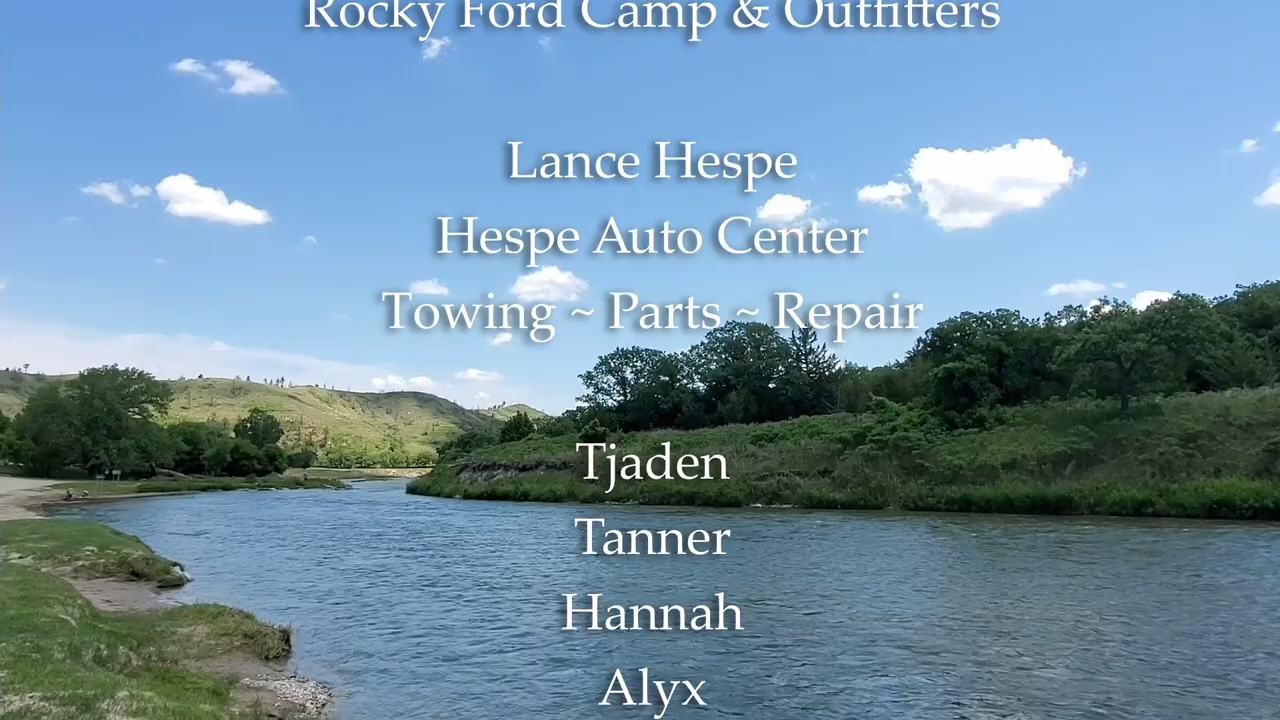 Rocky Ford Camp & Outfitters
Lance Hespe
Hespe Auto Center
Towing ~ Parts ~ Repair
Tjaden
Tanner
Hannah
Alyx